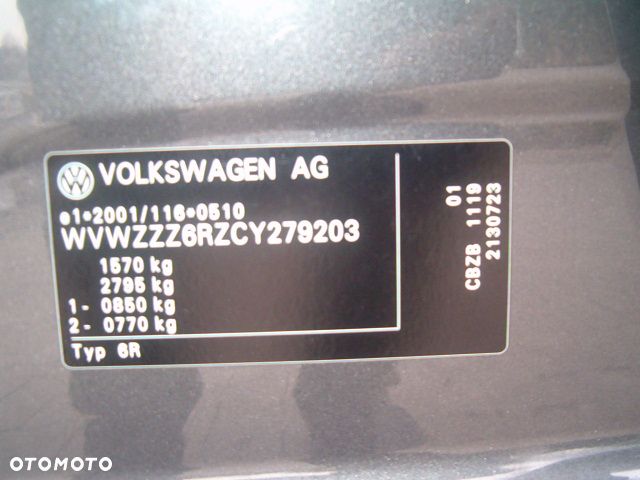 VOLKSWAGEN AG
e1*2001/116*0510
WVWZZZ6RZCY279203
1570 kg
2795 kg
1- 0850 kg
2- 0770 kg
Typ 6R
01
CBZB 1119
2130723
OTOMOTO